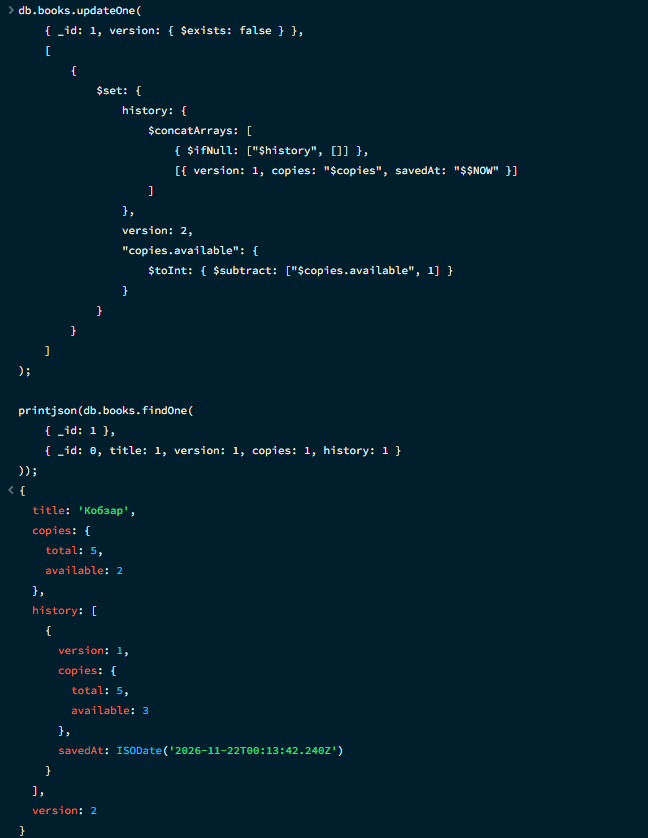 db.books.updateOne(
    { _id: 1, version: { $exists: false } },
    [
        {
            $set: {
                history: {
                    $concatArrays: [
                        { $ifNull: ["$history", []] },
                        [{ version: 1, copies: "$copies", savedAt: "$$NOW" }]
                    ]
                },
                version: 2,
                "copies.available": {
                    $toInt: { $subtract: ["$copies.available", 1] }
                }
            }
        }
    ]
);

printjson(db.books.findOne(
    { _id: 1 },
    { _id: 0, title: 1, version: 1, copies: 1, history: 1 }
));
{
  title: 'Кобзар',
  copies: {
    total: 5,
    available: 2
  },
  history: [
    {
      version: 1,
      copies: {
        total: 5,
        available: 3
      },
      savedAt: ISODate('2026-11-22T00:13:42.240Z')
    }
  ],
  version: 2
}